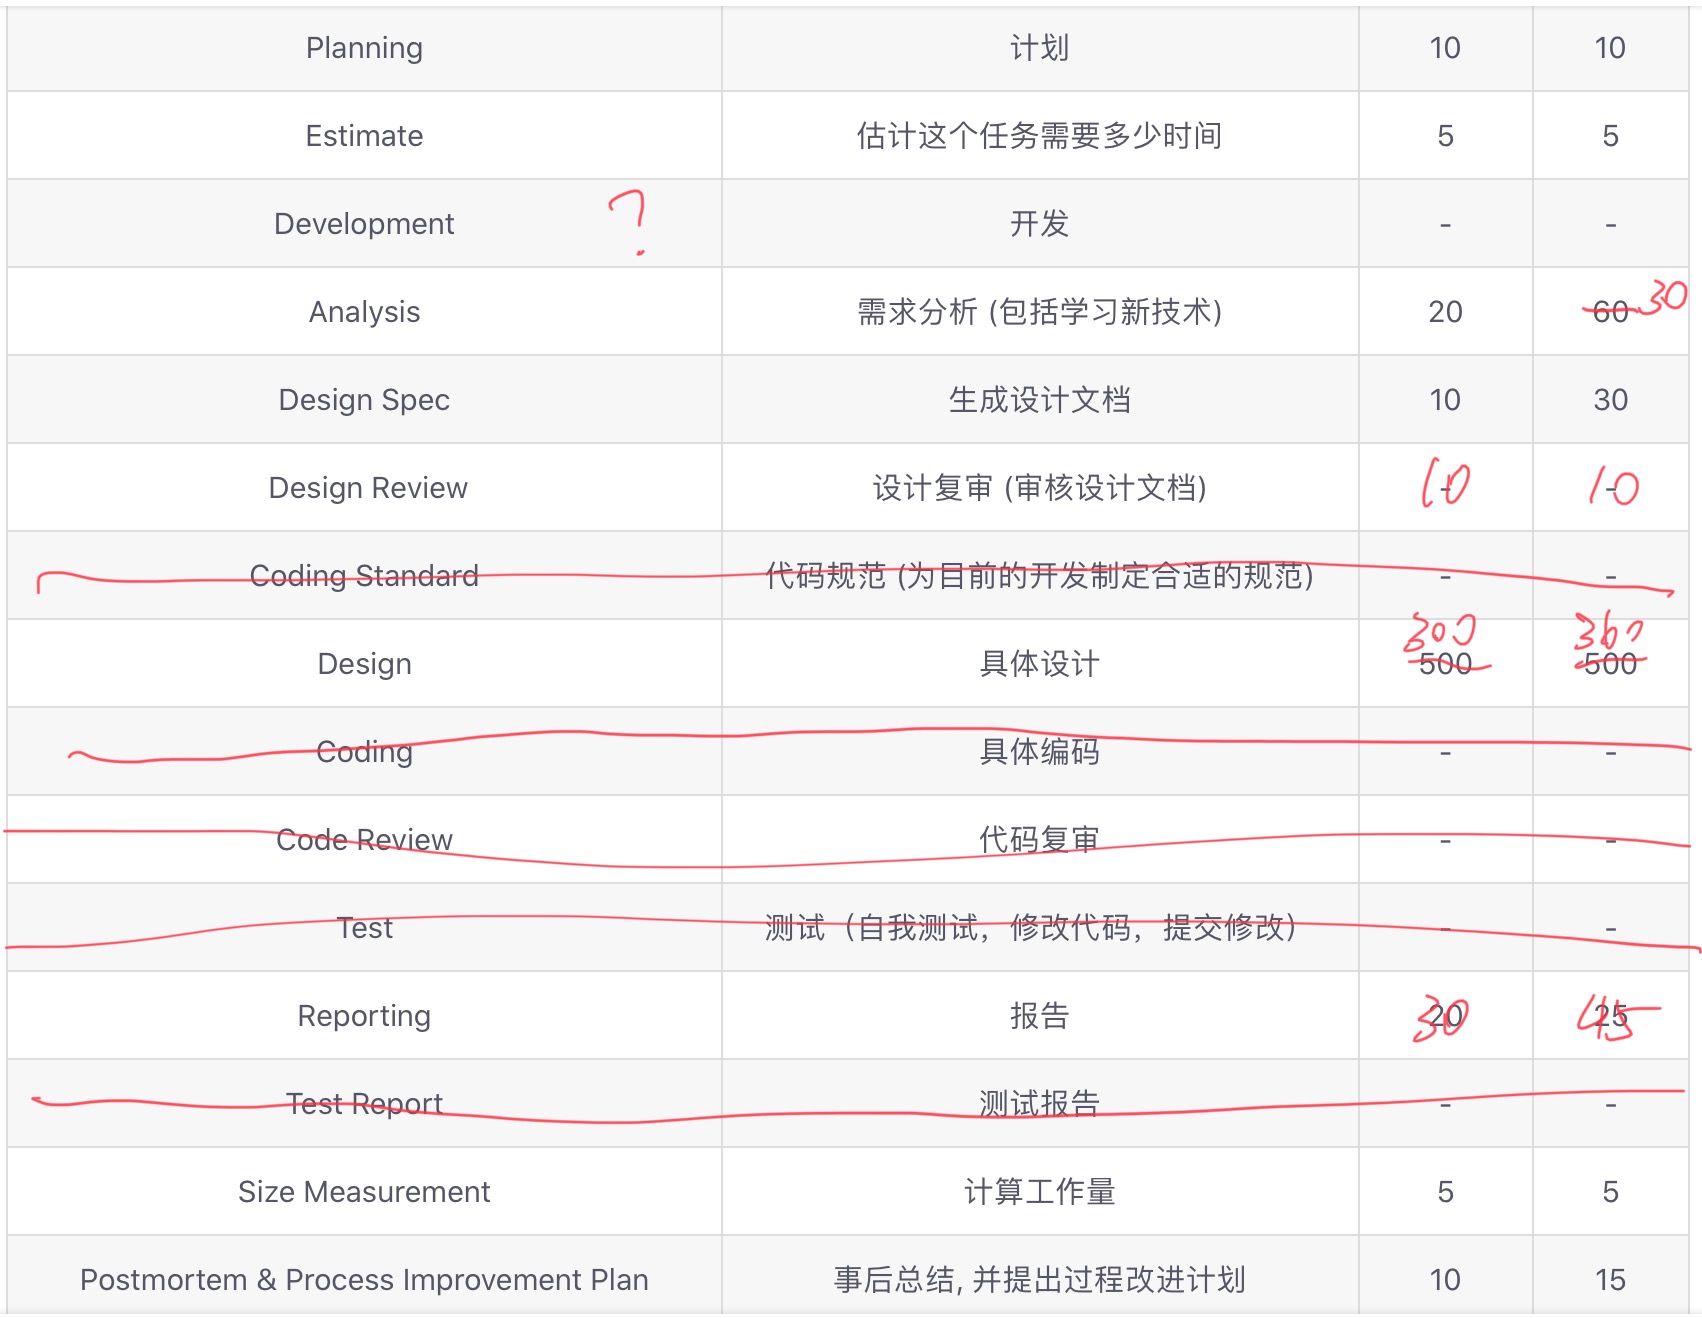 Planning 计划 10 10
Estimate 估计这个任务需要多少时间 5 5
Development ? 开发 - -
Analysis 需求分析 (包括学习新技术) 20 60 30
Design Spec 生成设计文档 10 30
Design Review 设计复审 (审核设计文档) - 10 - 10
Coding Standard 代码规范 (为目前的开发制定合适的规范) - -
300 360
Design 具体设计 500 500
Coding 具体编码 - -
Code Review 代码复审 - -
Test 测试（自我测试，修改代码，提交修改） - -
Reporting 报告 20 30 25 45
Test Report 测试报告 - -
Size Measurement 计算工作量 5 5
Postmortem & Process Improvement Plan 事后总结, 并提出过程改进计划 10 15